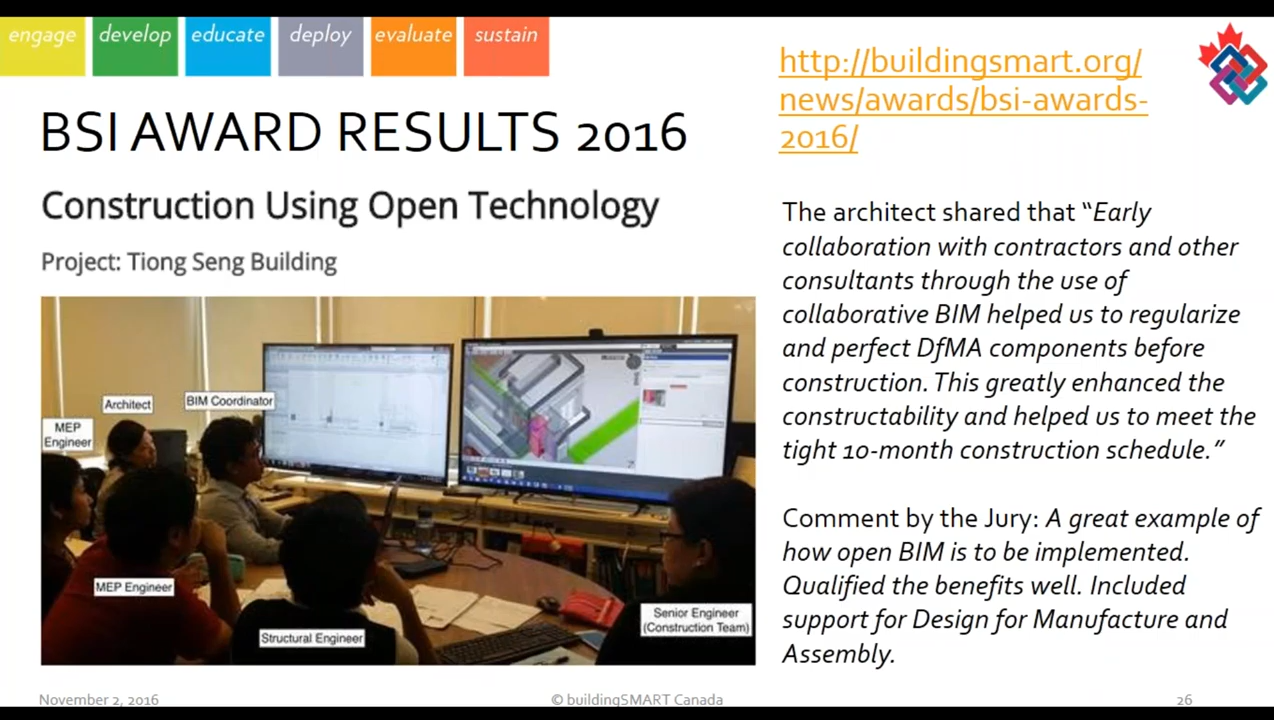 engage develop educate deploy evaluate sustain
BSI AWARD RESULTS 2016
Construction Using Open Technology
Project: Tiong Seng Building
MEP
Engineer
Architect
BIM Coordinator
MEP Engineer
Structural Engineer
Senior Engineer
(Construction Team)
http://buildingsmart.org/
news/awards/bsi-awards-
2016/
The architect shared that “Early
collaboration with contractors and other
consultants through the use of
collaborative BIM helped us to regularize
and perfect DfMA components before
construction. This greatly enhanced the
constructability and helped us to meet the
tight 10-month construction schedule.”
Comment by the Jury: A great example of
how open BIM is to be implemented.
Qualified the benefits well. Included
support for Design for Manufacture and
Assembly.
November 2, 2016
© buildingSMART Canada
26